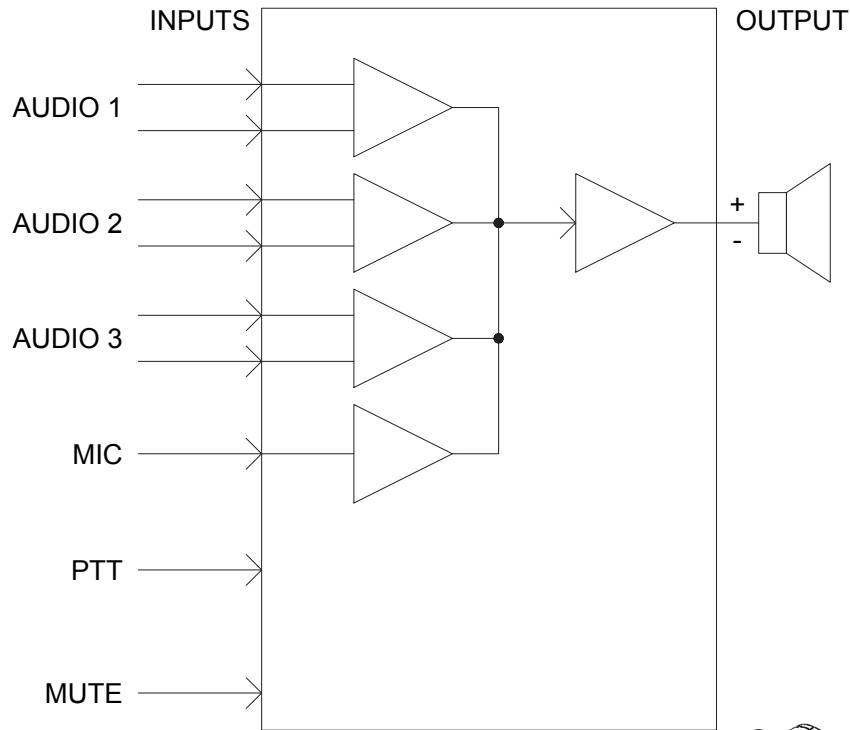 INPUTS
OUTPUT
AUDIO 1
AUDIO 2
+
-
AUDIO 3
MIC
PTT
MUTE